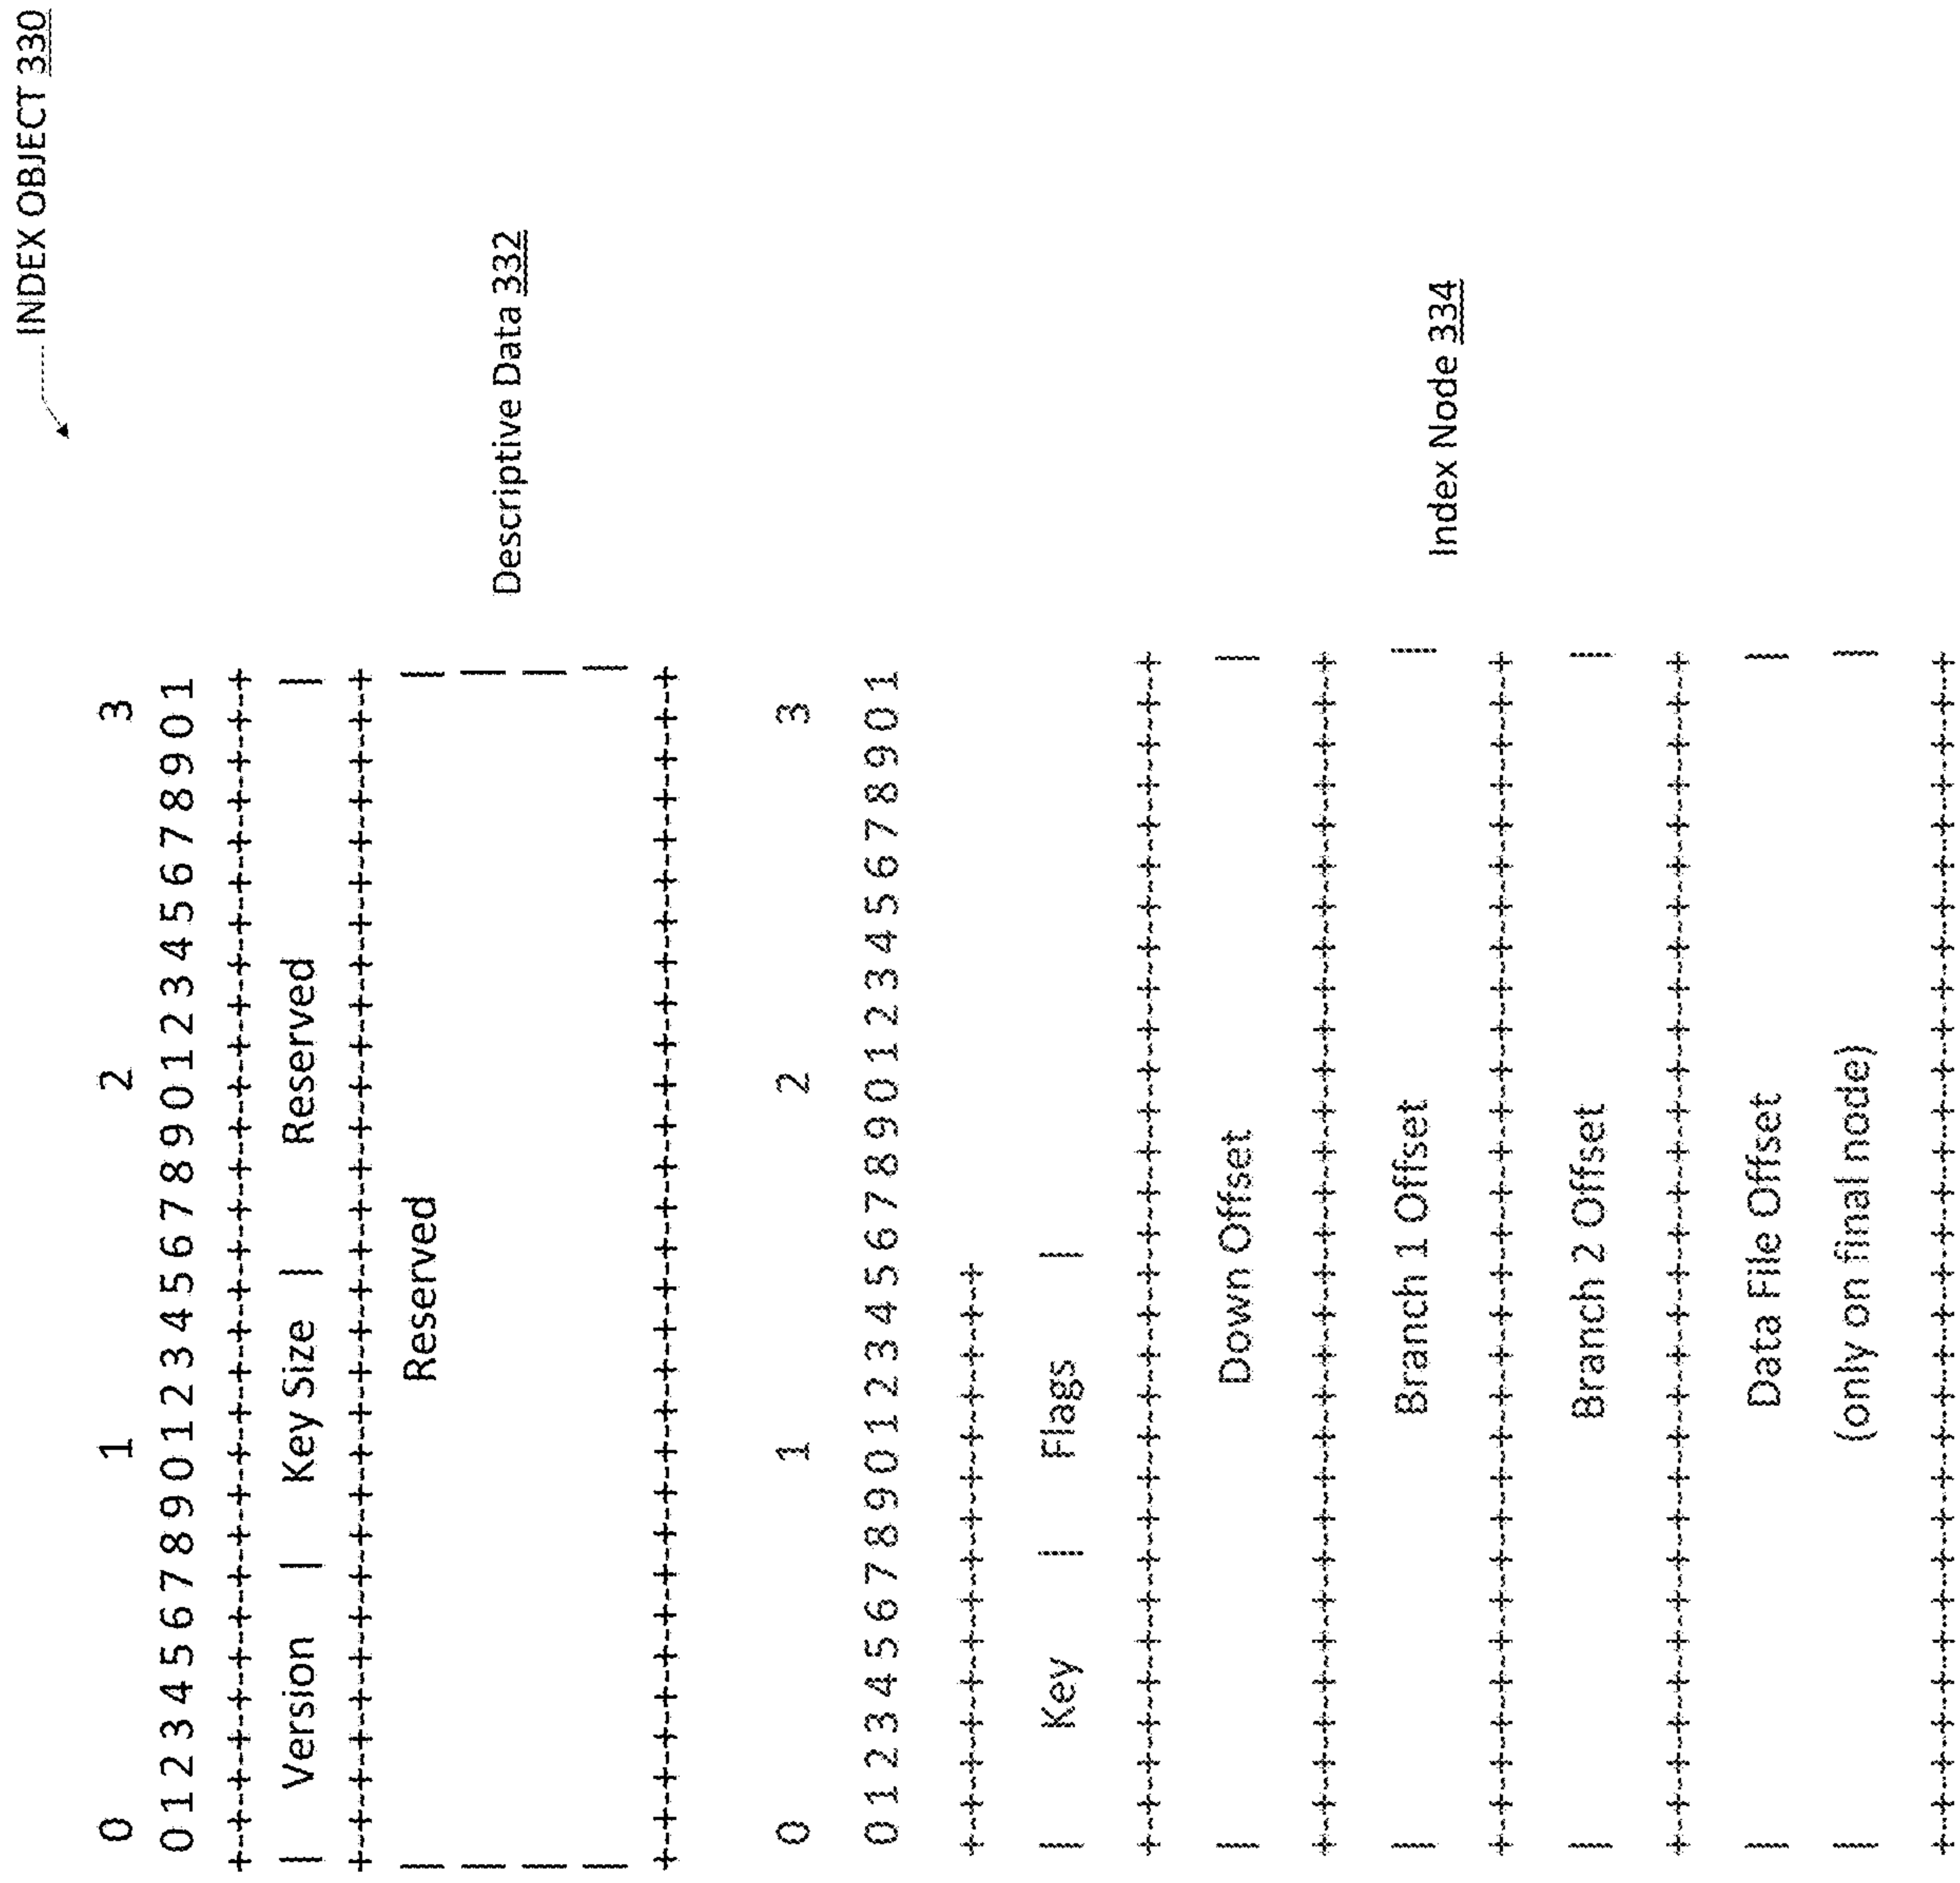 INDEX OBJECT 330
0 1 2 3
0 1 2 3 4 5 6 7 8 9 0 1 2 3 4 5 6 7 8 9 0 1 2 3 4 5 6 7 8 9 0 1
+-+-+-+-+-+-+-+-+-+-+-+-+-+-+-+-+-+-+-+-+-+-+-+-+-+-+-+-+-+
| Version | Key Size | Reserved |
+-+-+-+-+-+-+-+-+-+-+-+-+-+-+-+-+-+-+-+-+-+-+-+-+-+-+-+-+-+
| Reserved |
| |
| |
| |
+-+-+-+-+-+-+-+-+-+-+-+-+-+-+-+-+-+-+-+-+-+-+-+-+-+-+-+-+-+
Descriptive Data 332
0 1 2 3
0 1 2 3 4 5 6 7 8 9 0 1 2 3 4 5 6 7 8 9 0 1 2 3 4 5 6 7 8 9 0 1
+-+-+-+-+-+-+-+-+-+-+-+-+-+-+
| Key | Flags |
+-+-+-+-+-+-+-+-+-+-+-+-+-+-+-+-+-+-+-+-+-+-+-+-+-+-+-+-+-+
| Down Offset |
+-+-+-+-+-+-+-+-+-+-+-+-+-+-+-+-+-+-+-+-+-+-+-+-+-+-+-+-+-+
| Branch 1 Offset |
+-+-+-+-+-+-+-+-+-+-+-+-+-+-+-+-+-+-+-+-+-+-+-+-+-+-+-+-+-+
| Branch 2 Offset |
+-+-+-+-+-+-+-+-+-+-+-+-+-+-+-+-+-+-+-+-+-+-+-+-+-+-+-+-+-+
| Data File Offset |
| (only on final node) |
+-+-+-+-+-+-+-+-+-+-+-+-+-+-+-+-+-+-+-+-+-+-+-+-+-+-+-+-+-+
Index Node 334